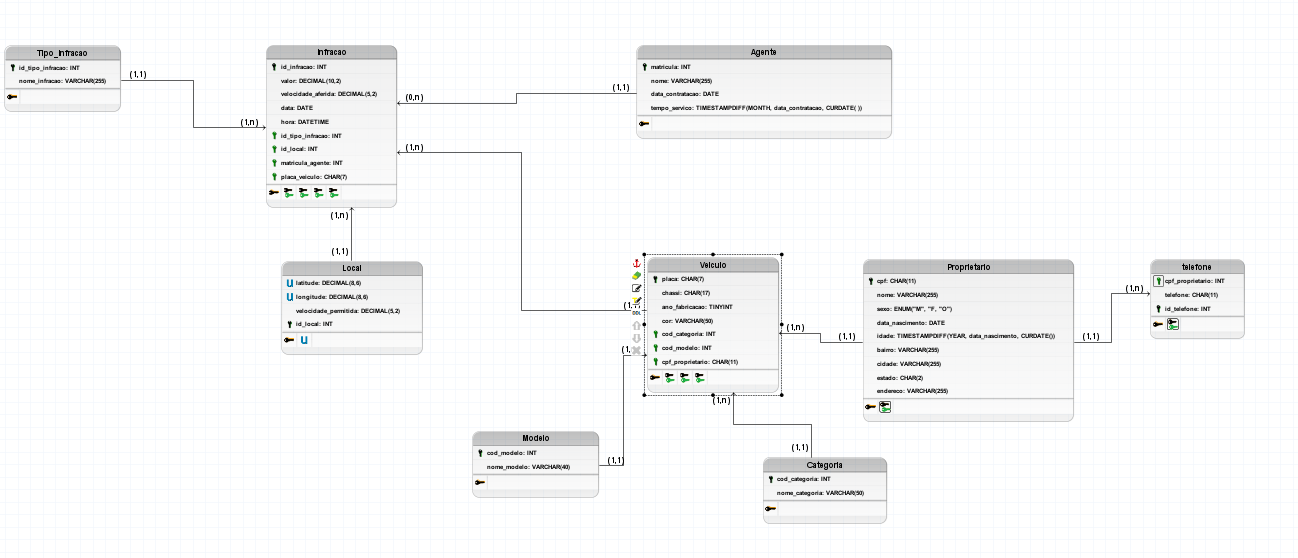 Tipo_Infracao
id_tipo_infracao: INT
nome_infracao: VARCHAR(255)
(1,1)
(1,n)
Infracao
id_infracao: INT
valor: DECIMAL(10,2)
velocidade_aferida: DECIMAL(5,2)
data: DATE
hora: DATETIME
id_tipo_infracao: INT
id_local: INT
matricula_agente: INT
placa_veiculo: CHAR(7)
(0,n)
(1,1)
(1,n)
Agente
matricula: INT
nome: VARCHAR(255)
data_contratacao: DATE
tempo_servico: TIMESTAMPDIFF(MONTH, data_contratacao, CURDATE( ))
(1,n)
(1,1)
Local
latitude: DECIMAL(8,6)
longitude: DECIMAL(8,6)
velocidade_permitida: DECIMAL(5,2)
id_local: INT
Veiculo
placa: CHAR(7)
chassi: CHAR(17)
ano_fabricacao: TINYINT
cor: VARCHAR(50)
cod_categoria: INT
cod_modelo: INT
cpf_proprietario: CHAR(11)
DDL
(1,
(1,n)
(1,1)
Proprietario
cpf: CHAR(11)
nome: VARCHAR(255)
sexo: ENUM("M", "F, "O")
data_nascimento: DATE
idade: TIMESTAMPDIFF(YEAR, data_nascimento, CURDATE())
bairro: VARCHAR(255)
cidade: VARCHAR(255)
estado: CHAR(2)
endereco: VARCHAR(255)
(1,1)
(1,n)
telefone
cpf_proprietario: INT
telefone: CHAR(11)
id_telefone: INT
(1,n)
(1,1)
Modelo
cod_modelo: INT
nome_modelo: VARCHAR(40)
(1,1)
Categoria
cod_categoria: INT
nome_categoria: VARCHAR(50)